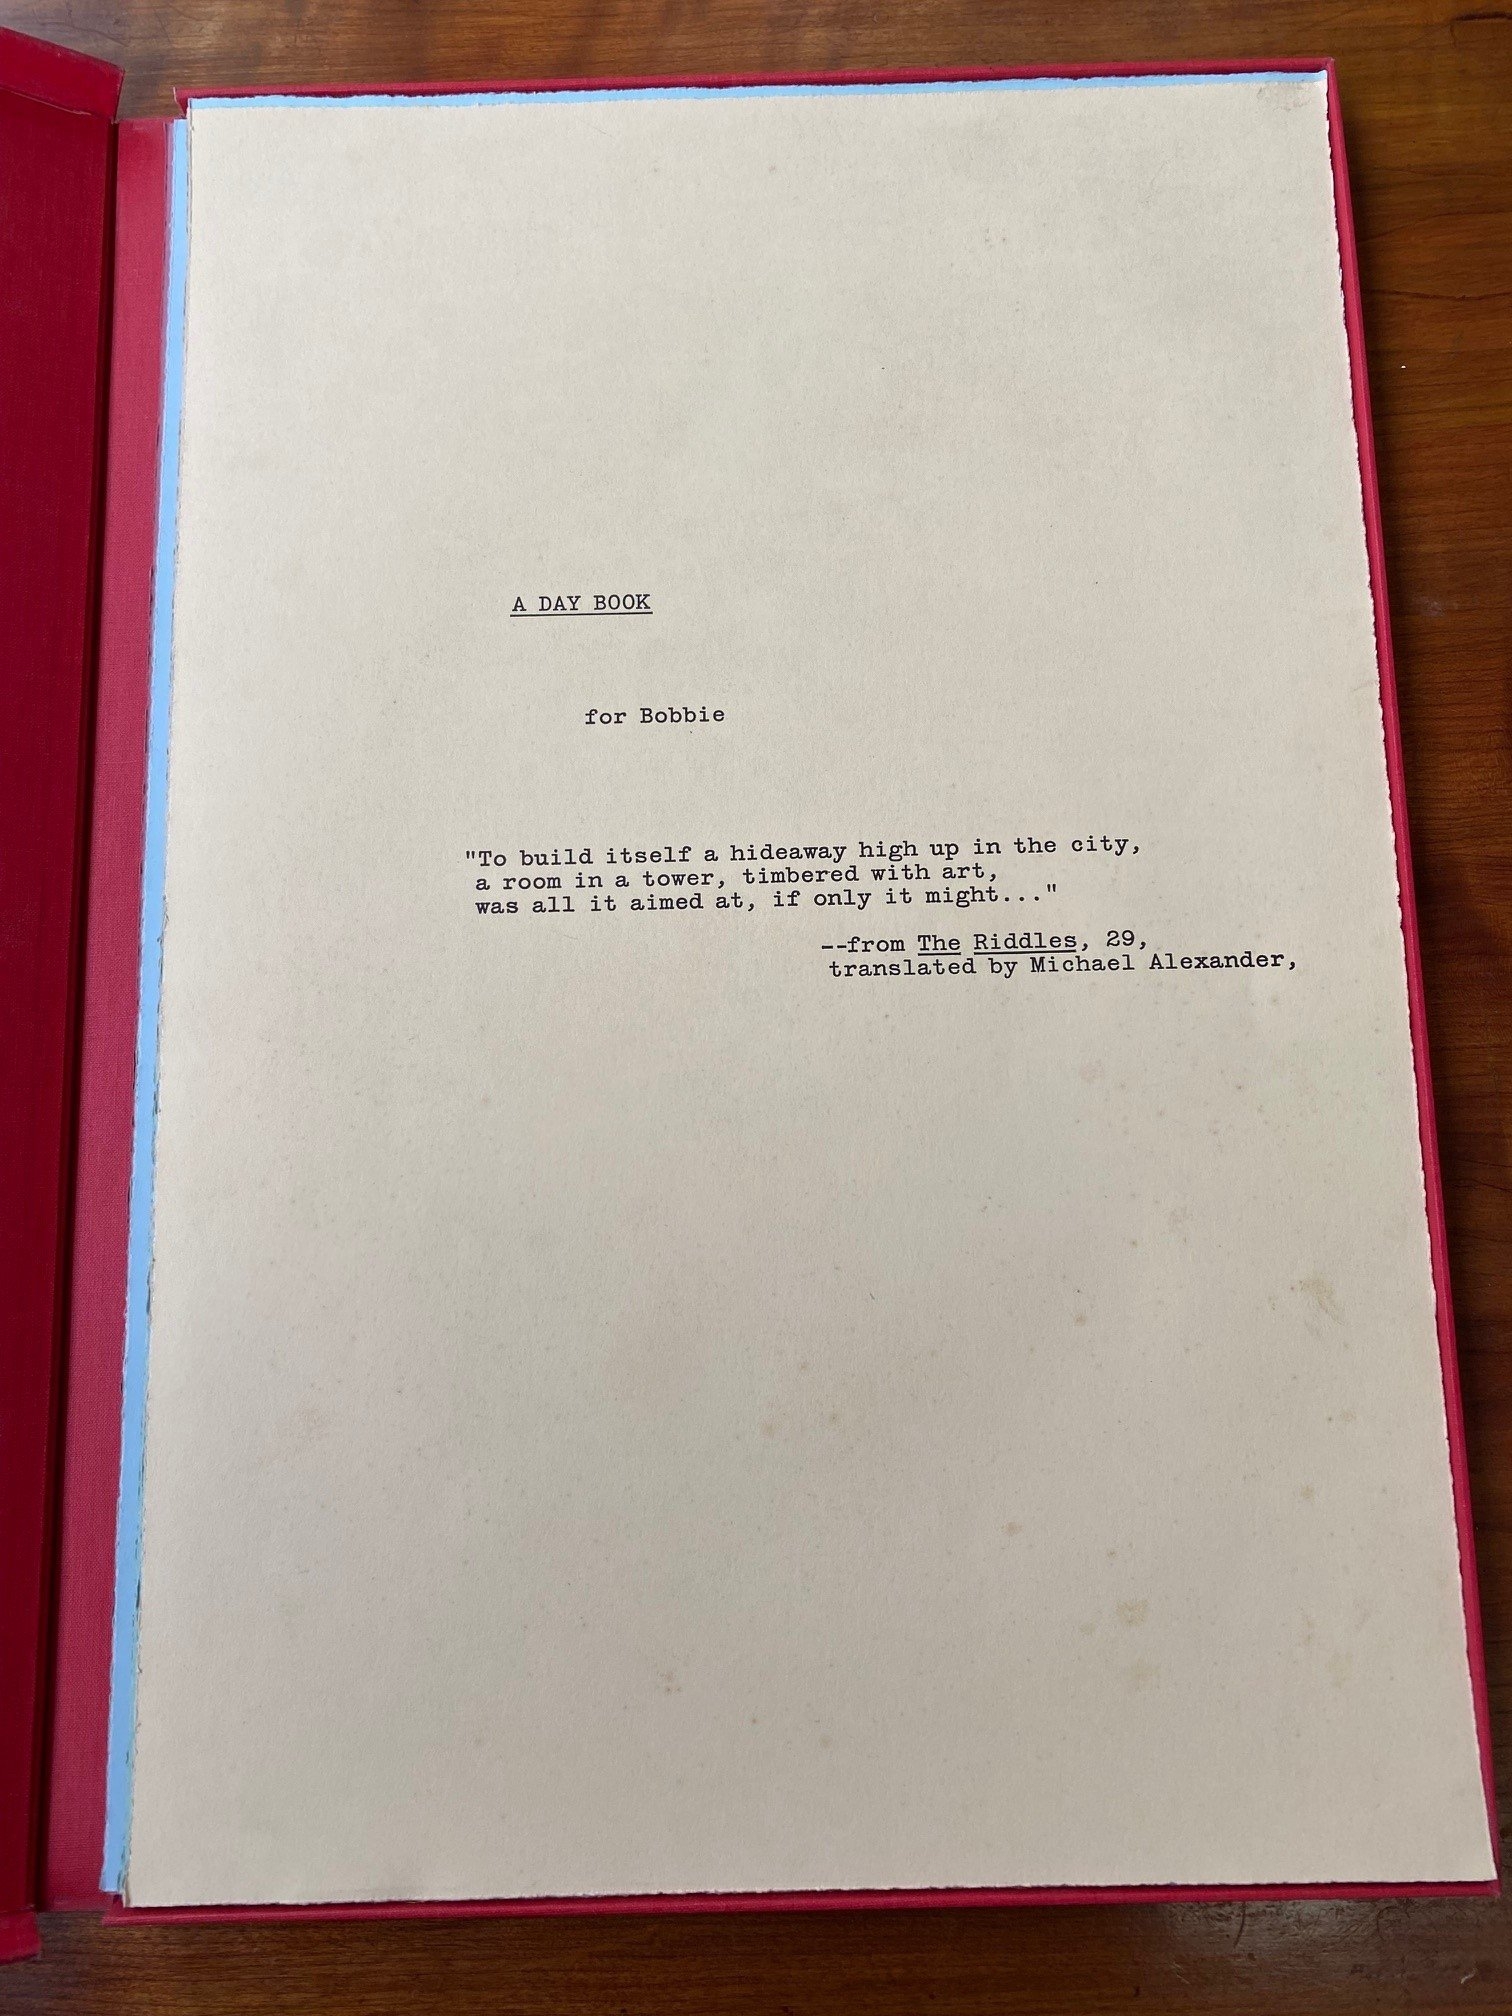 A DAY BOOK
for Bobbie
"To build itself a hideaway high up in the city,
a room in a tower, timbered with art,
was all it aimed at, if only it might..."
--from The Riddles, 29,
translated by Michael Alexander,